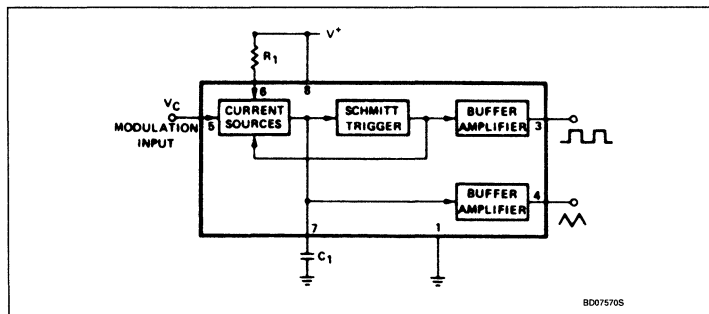 V+
R1
6
8
VC
MODULATION
INPUT
5
CURRENT
SOURCES
SCHMITT
TRIGGER
BUFFER
AMPLIFIER
3
BUFFER
AMPLIFIER
4
7
1
C1
BD07570S